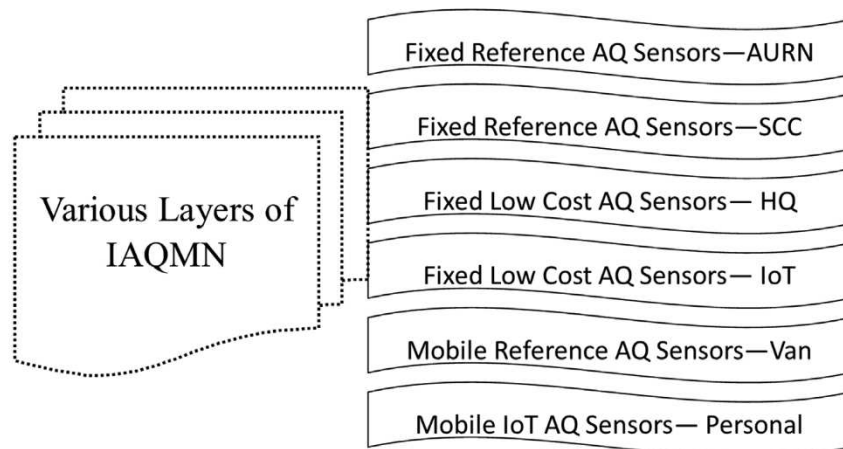 Various Layers of
IAQMN
Fixed Reference AQ Sensors—AURN
Fixed Reference AQ Sensors—SCC
Fixed Low Cost AQ Sensors— HQ
Fixed Low Cost AQ Sensors— IoT
Mobile Reference AQ Sensors—Van
Mobile IoT AQ Sensors— Personal